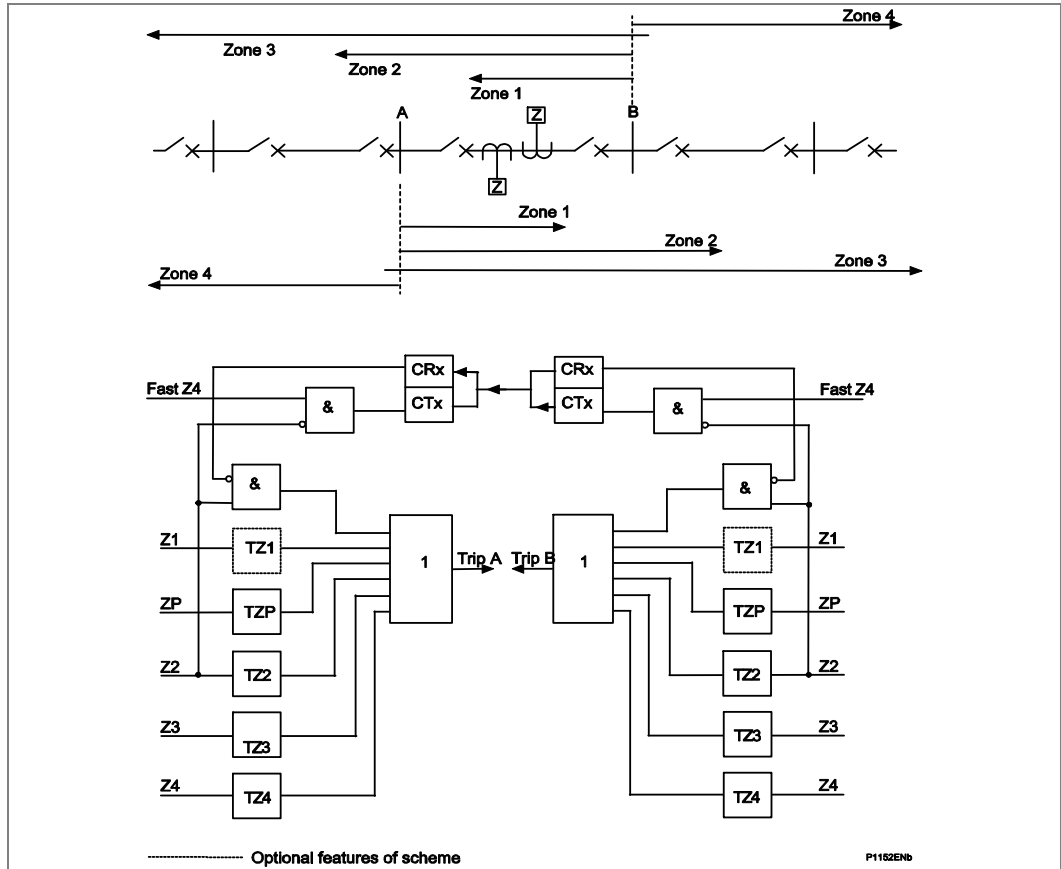 Zone 4
Zone 3
Zone 2
Zone 1
A
B
Z
Z
Zone 1
Zone 2
Zone 3
Zone 4
CRx
CTx
CRx
CTx
Fast Z4
&
&
Fast Z4
&
&
Z1
TZ1
1
Trip A
Trip B
1
TZ1
Z1
ZP
TZP
TZP
ZP
Z2
TZ2
TZ2
Z2
Z3
TZ3
TZ3
Z3
Z4
TZ4
TZ4
Z4
Optional features of scheme
P1152ENb